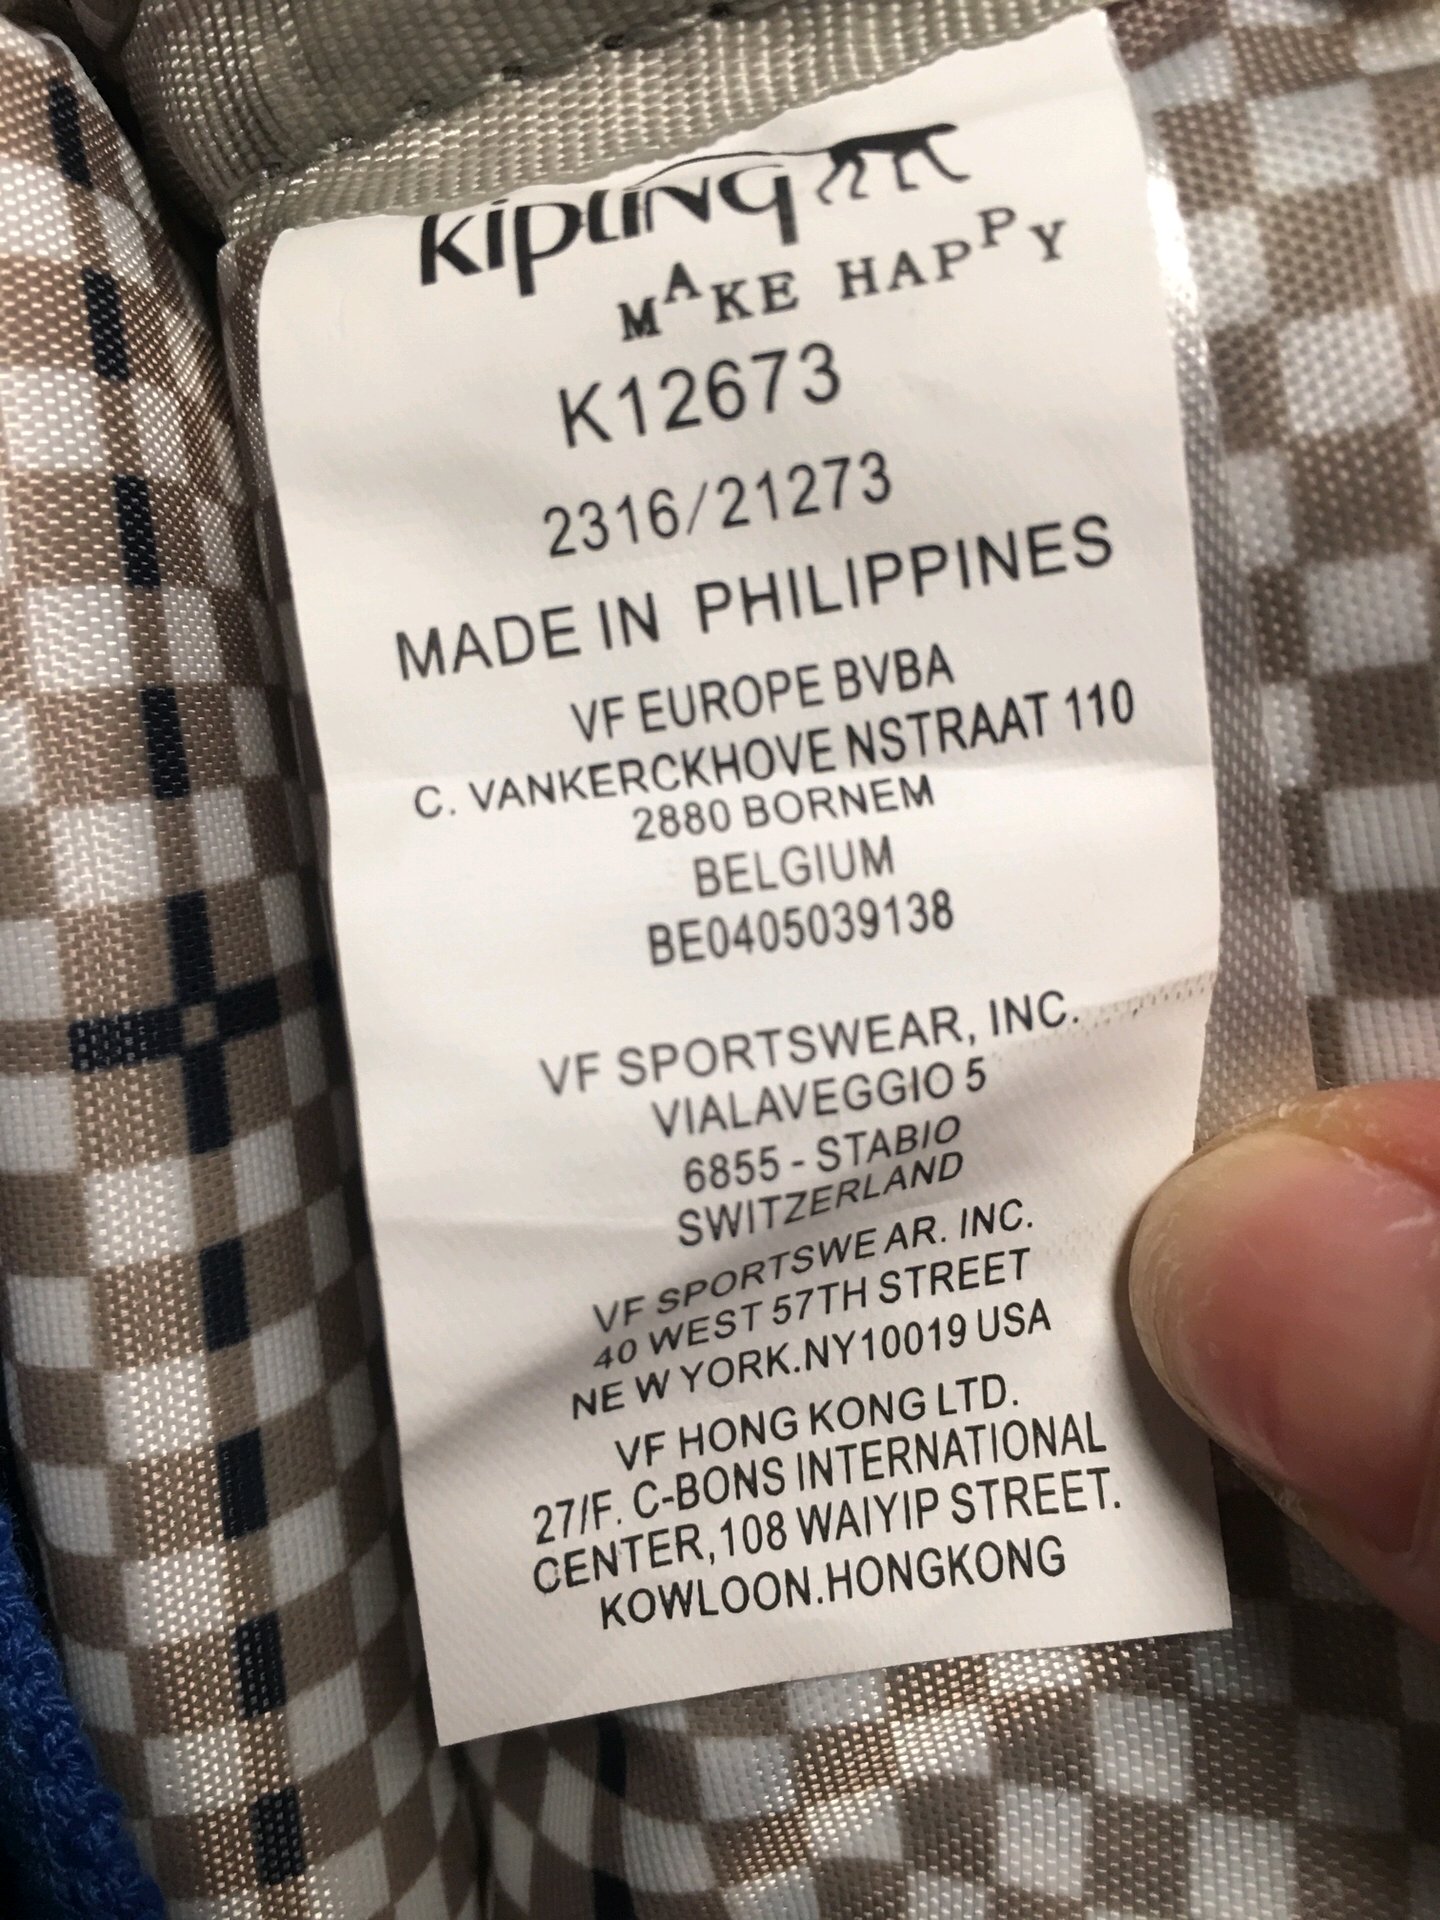 Kipling
MAKE HAPPY
K12673
2316/21273
MADE IN PHILIPPINES
VF EUROPE BVBA
C. VANKERCKHOVE NSTRAAT 110
2880 BORNEM
BELGIUM
BE0405039138
VF SPORTSWEAR, INC.
VIALAVEGGIO 5
6855 - STABIO
SWITZERLAND
VF SPORTSWE AR. INC.
40 WEST 57TH STREET
NE W YORK.NY10019 USA
VF HONG KONG LTD.
27/F. C-BONS INTERNATIONAL
CENTER,108 WAIYIP STREET.
KOWLOON.HONGKONG